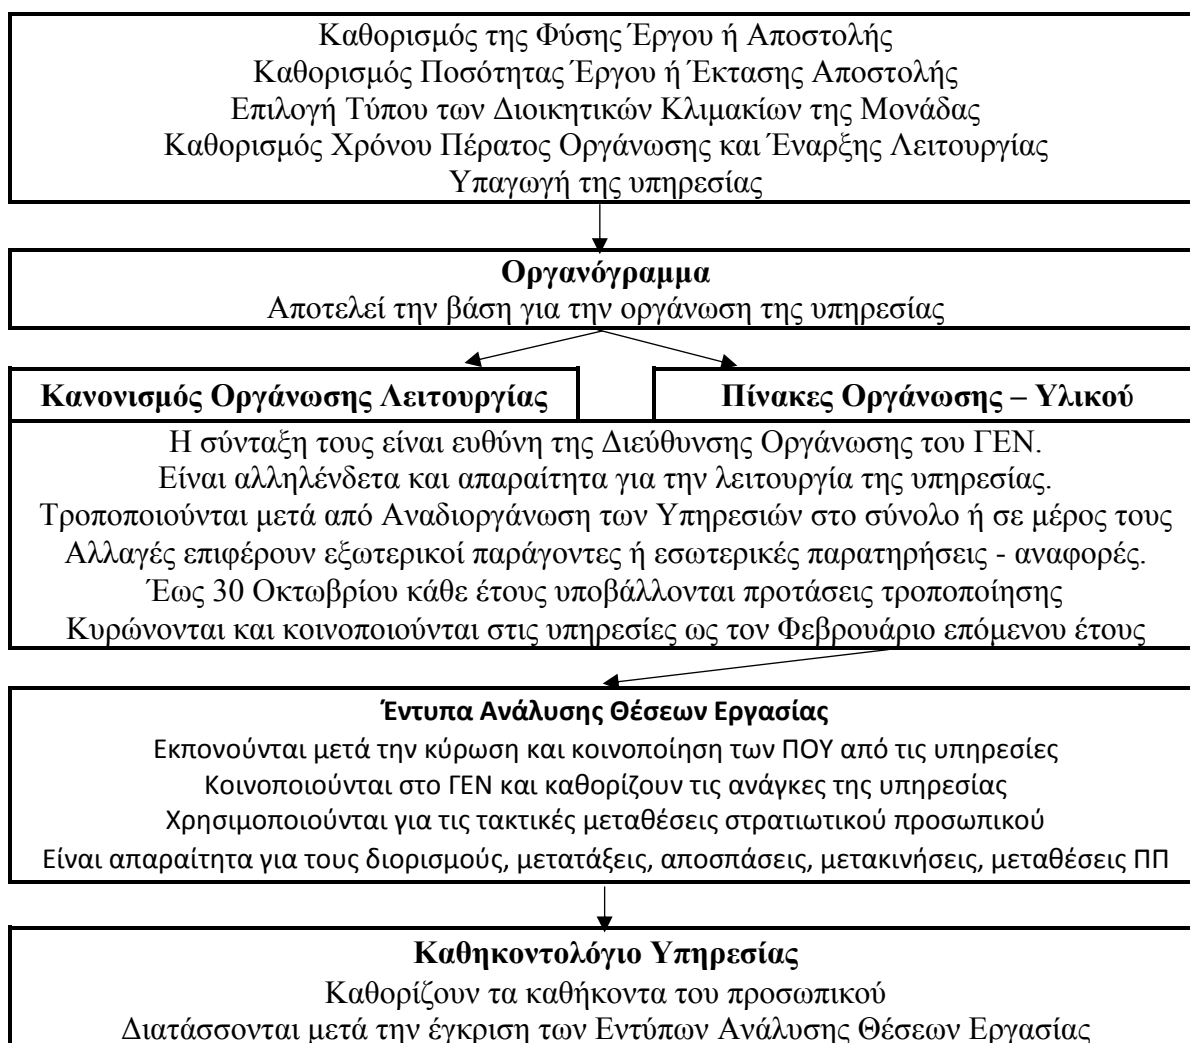 Καθορισμός της Φύσης Έργου ή Αποστολής
Καθορισμός Ποσότητας Έργου ή Έκτασης Αποστολής
Επιλογή Τύπου των Διοικητικών Κλιμακίων της Μονάδας
Καθορισμός Χρόνου Πέρατος Οργάνωσης και Έναρξης Λειτουργίας
Υπαγωγή της υπηρεσίας
Οργανόγραμμα
Αποτελεί την βάση για την οργάνωση της υπηρεσίας
Κανονισμός Οργάνωσης Λειτουργίας
Πίνακες Οργάνωσης – Υλικού
Η σύνταξη τους είναι ευθύνη της Διεύθυνσης Οργάνωσης του ΓΕΝ.
Είναι αλληλένδετα και απαραίτητα για την λειτουργία της υπηρεσίας.
Τροποποιούνται μετά από Αναδιοργάνωση των Υπηρεσιών στο σύνολο ή σε μέρος τους
Αλλαγές επιφέρουν εξωτερικοί παράγοντες ή εσωτερικές παρατηρήσεις - αναφορές.
Έως 30 Οκτωβρίου κάθε έτους υποβάλλονται προτάσεις τροποποίησης
Κυρώνονται και κοινοποιούνται στις υπηρεσίες ως τον Φεβρουάριο επόμενου έτους
Έντυπα Ανάλυσης Θέσεων Εργασίας
Εκπονούνται μετά την κύρωση και κοινοποίηση των ΠΟΥ από τις υπηρεσίες
Κοινοποιούνται στο ΓΕΝ και καθορίζουν τις ανάγκες της υπηρεσίας
Χρησιμοποιούνται για τις τακτικές μεταθέσεις στρατιωτικού προσωπικού
Είναι απαραίτητα για τους διορισμούς, μετατάξεις, αποσπάσεις, μετακινήσεις, μεταθέσεις ΠΠ
Καθηκοντολόγιο Υπηρεσίας
Καθορίζουν τα καθήκοντα του προσωπικού
Διατάσσονται μετά την έγκριση των Εντύπων Ανάλυσης Θέσεων Εργασίας